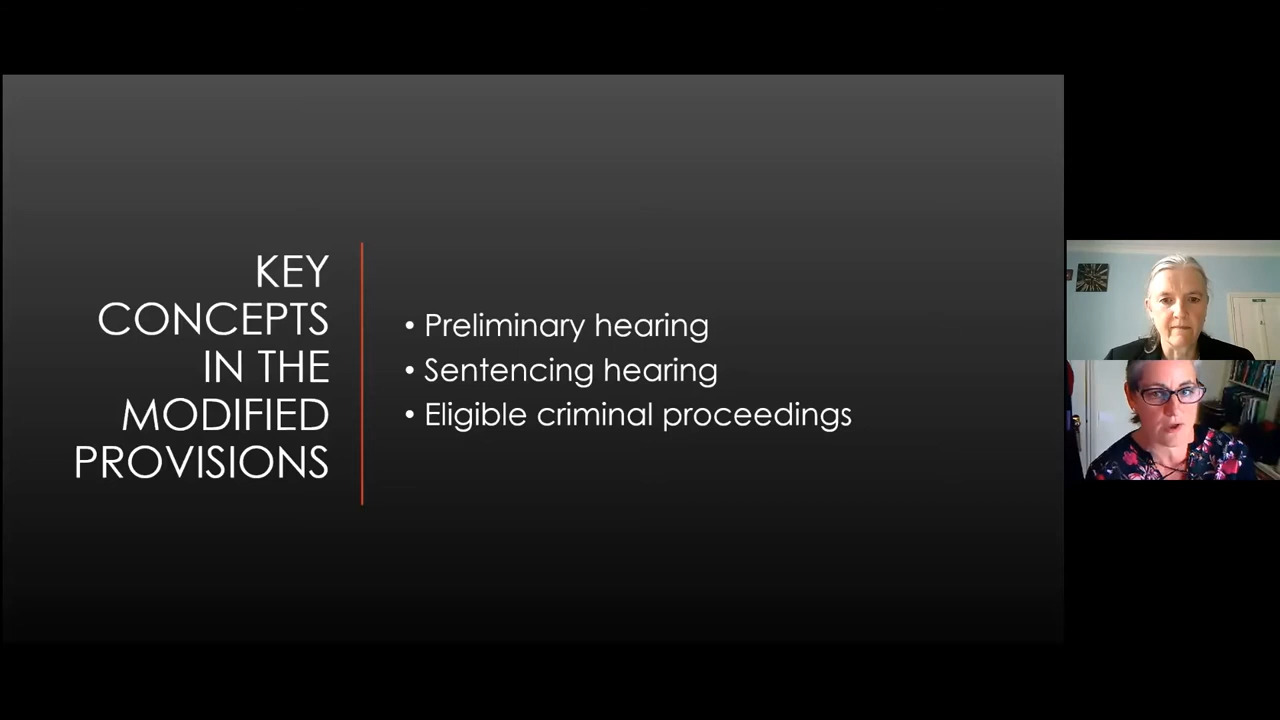 KEY
CONCEPTS
IN THE
MODIFIED
PROVISIONS
• Preliminary hearing
• Sentencing hearing
• Eligible criminal proceedings